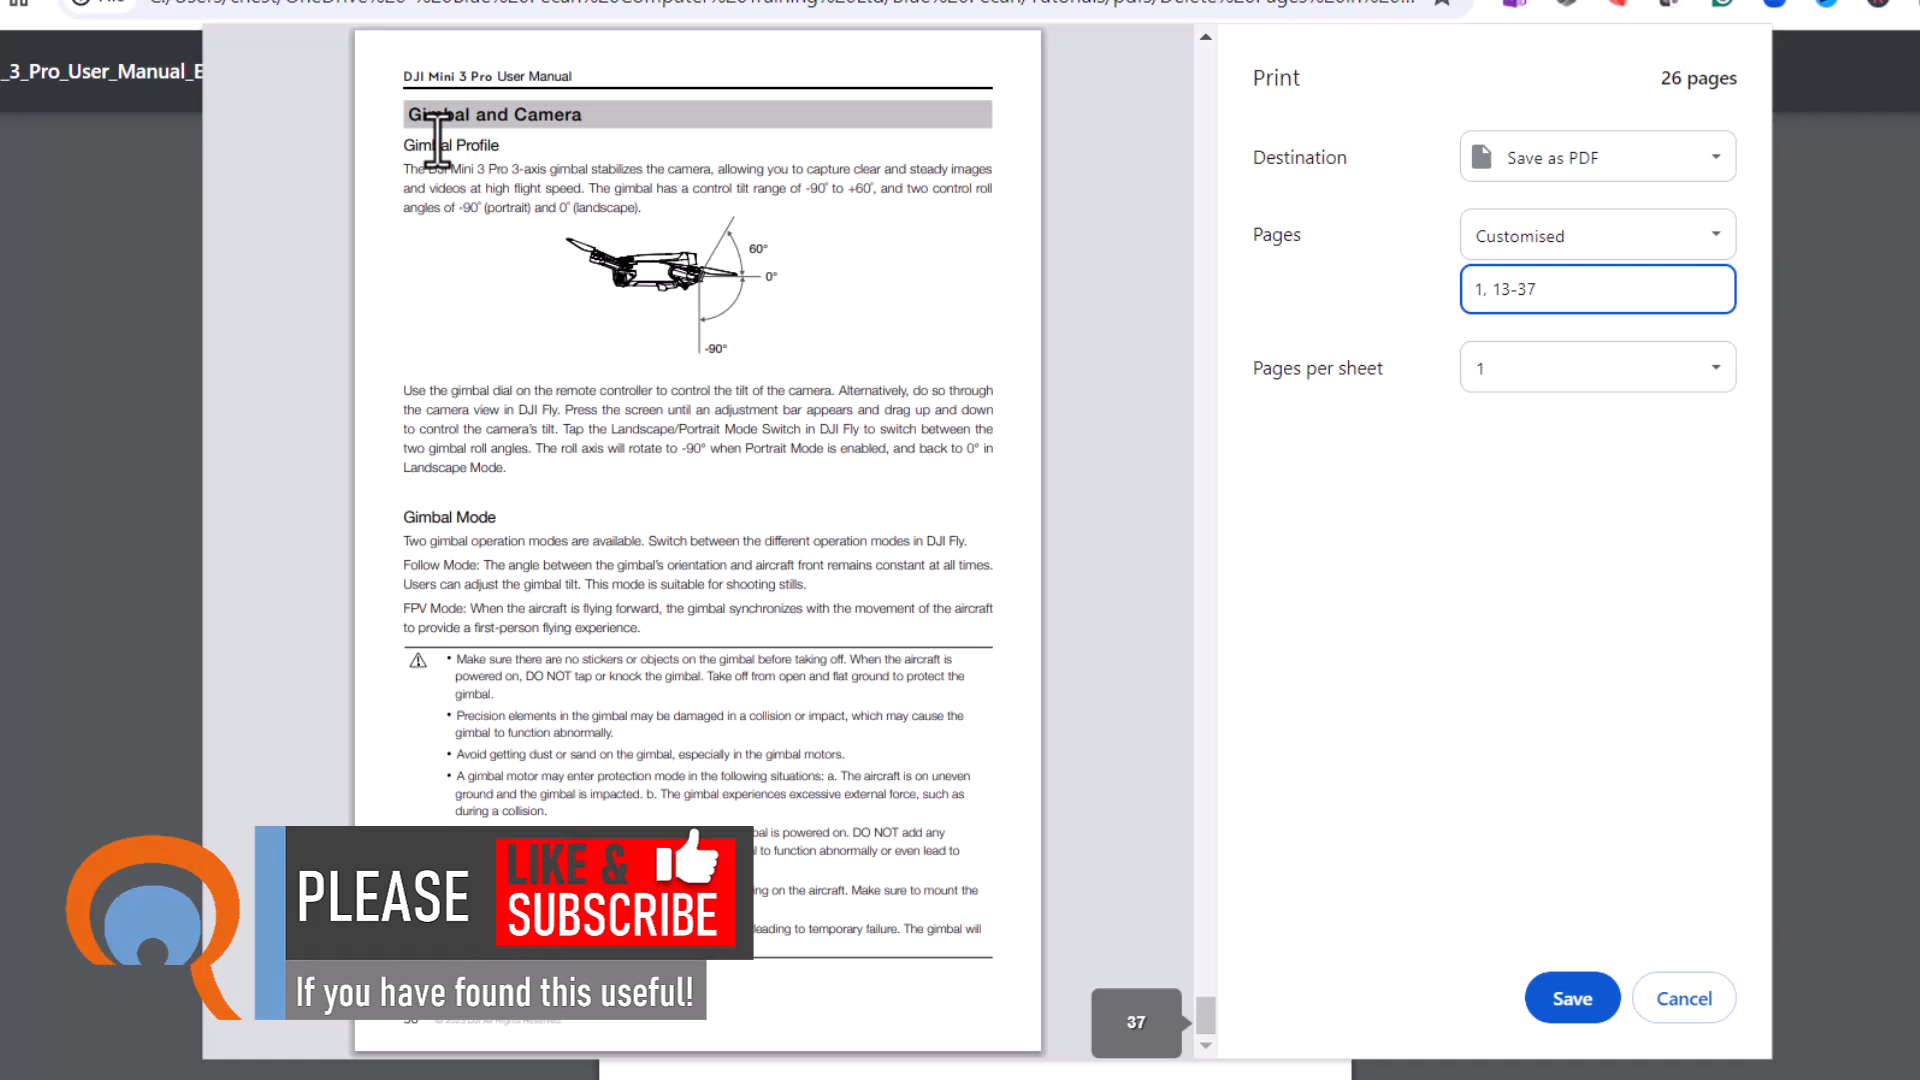 _3_Pro_User_Manual_E
DJI Mini 3 Pro User Manual
Gimbal and Camera
Gimbal Profile
The DJI Mini 3 Pro 3-axis gimbal stabilizes the camera, allowing you to capture clear and steady images
and videos at high flight speed. The gimbal has a control tilt range of -90° to +60°, and two control roll
angles of -90° (portrait) and 0° (landscape).
60°
0°
-90°
Use the gimbal dial on the remote controller to control the tilt of the camera. Alternatively, do so through
the camera view in DJI Fly. Press the screen until an adjustment bar appears and drag up and down
to control the camera's tilt. Tap the Landscape/Portrait Mode Switch in DJI Fly to switch between the
two gimbal roll angles. The roll axis will rotate to -90° when Portrait Mode is enabled, and back to 0° in
Landscape Mode.
Gimbal Mode
Two gimbal operation modes are available. Switch between the different operation modes in DJI Fly.
Follow Mode: The angle between the gimbal's orientation and aircraft front remains constant at all times.
Users can adjust the gimbal tilt. This mode is suitable for shooting stills.
FPV Mode: When the aircraft is flying forward, the gimbal synchronizes with the movement of the aircraft
to provide a first-person flying experience.
• Make sure there are no stickers or objects on the gimbal before taking off. When the aircraft is
powered on, DO NOT tap or knock the gimbal. Take off from open and flat ground to protect the
gimbal.
• Precision elements in the gimbal may be damaged in a collision or impact, which may cause the
gimbal to function abnormally.
• Avoid getting dust or sand on the gimbal, especially in the gimbal motors.
• A gimbal motor may enter protection mode in the following situations: a. The aircraft is on uneven
ground and the gimbal is impacted. b. The gimbal experiences excessive external force, such as
during a collision.
bal is powered on. DO NOT add any
l to function abnormally or even lead to
ing on the aircraft. Make sure to mount the
leading to temporary failure. The gimbal will
37
Print
26 pages
Destination
Save as PDF
Pages
Customised
1, 13-37
Pages per sheet
1
Save
Cancel
PLEASE
LIKE &
SUBSCRIBE
If you have found this useful!